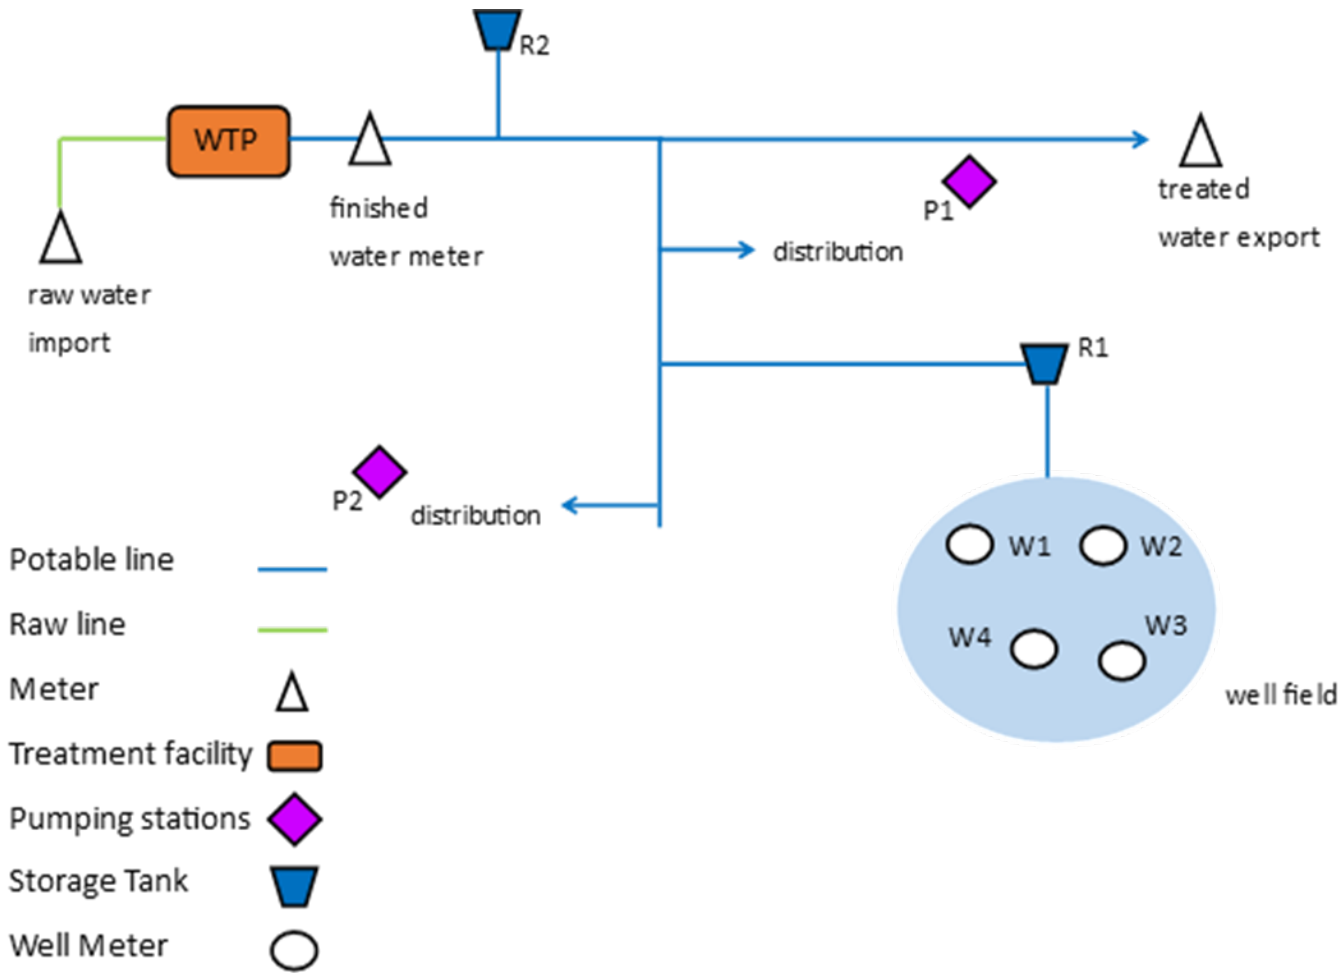 R2
WTP
finished
water meter
raw water
import
P1
treated
water export
distribution
R1
P2
distribution
W1
W2
W4
W3
well field
Potable line
Raw line
Meter
Treatment facility
Pumping stations
Storage Tank
Well Meter